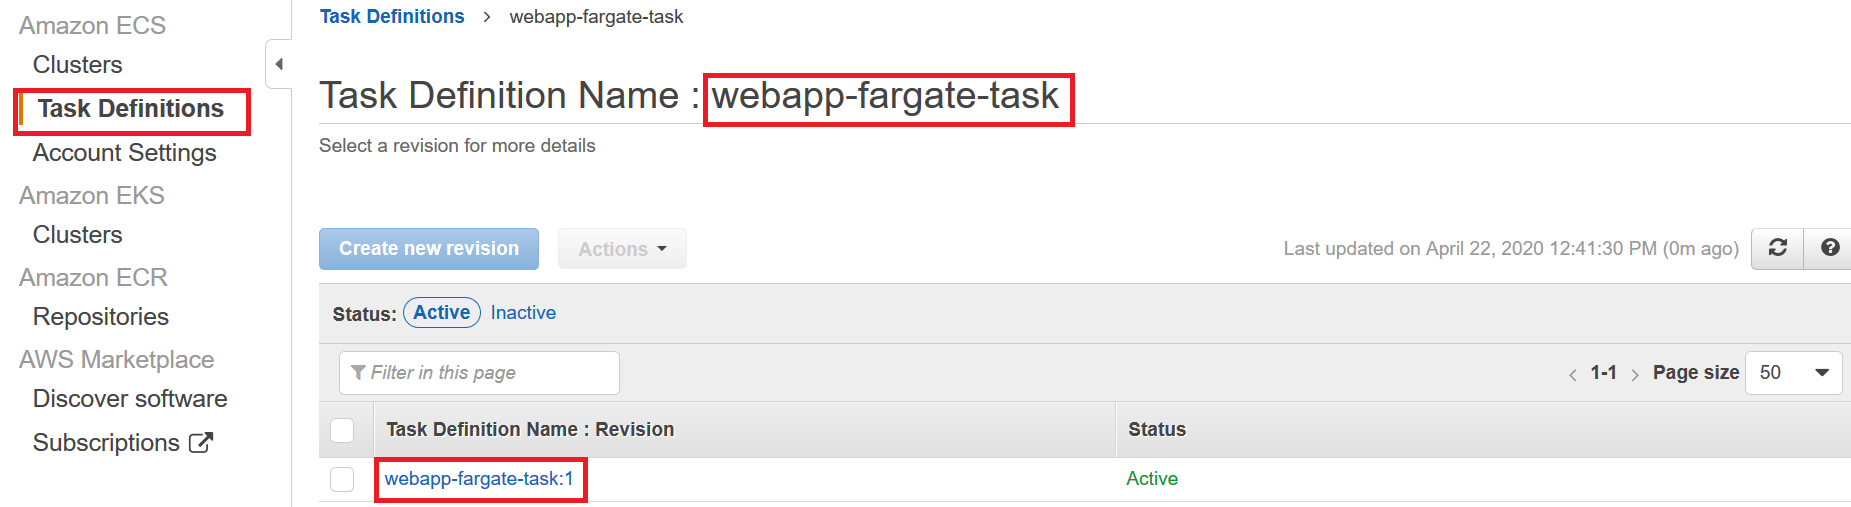 Amazon ECS
Clusters
Task Definitions
Account Settings
Amazon EKS
Clusters
Amazon ECR
Repositories
AWS Marketplace
Discover software
Subscriptions
Task Definitions > webapp-fargate-task
Task Definition Name : webapp-fargate-task
Select a revision for more details
Create new revision Actions Last updated on April 22, 2020 12:41:30 PM (0m ago)
Status: Active Inactive
Filter in this page < 1-1 > Page size 50
Task Definition Name : Revision Status
webapp-fargate-task:1 Active